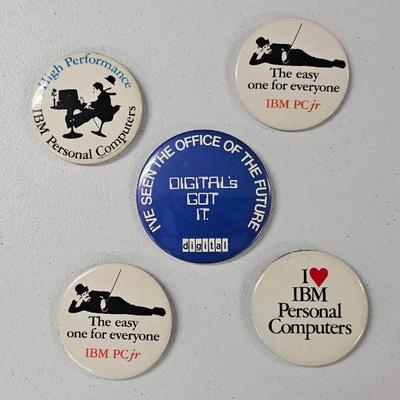 High Performance
IBM Personal Computers
The easy
one for everyone
IBM PCjr
I'VE SEEN THE OFFICE OF THE FUTURE
DIGITAL's
GOT
IT.
digital
The easy
one for everyone
IBM PCjr
I ♥
IBM
Personal
Computers